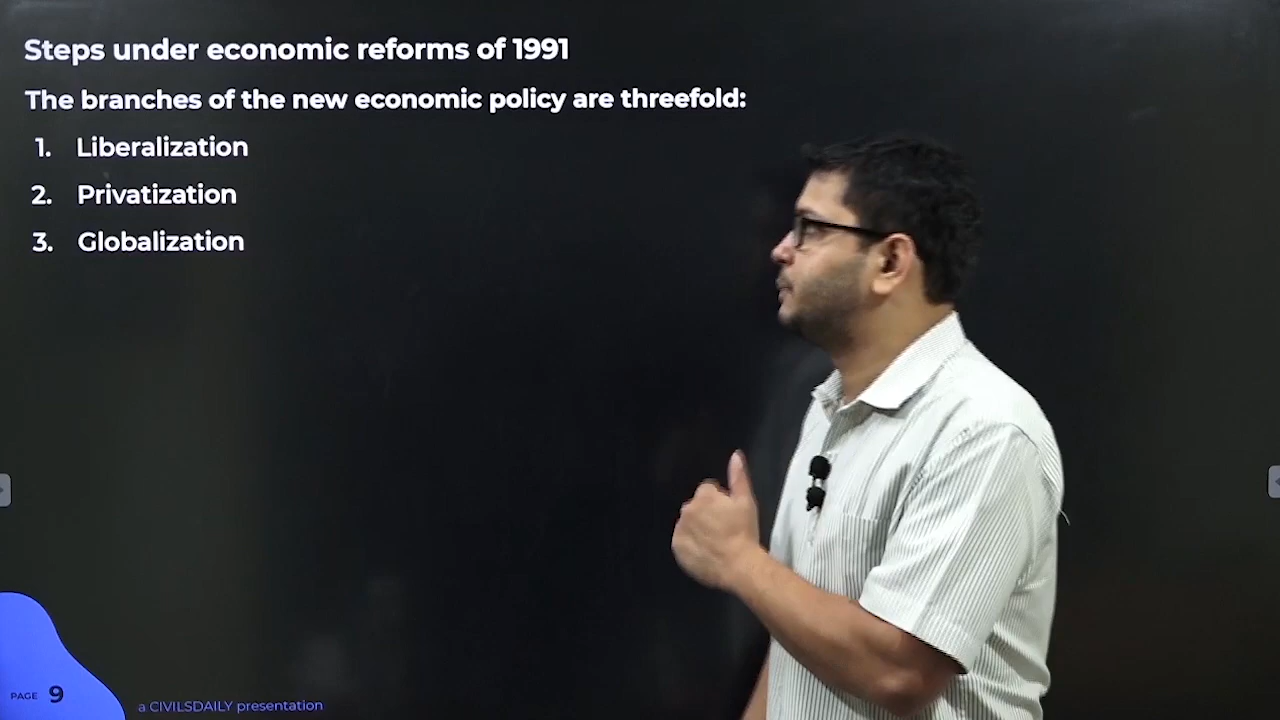 Steps under economic reforms of 1991
The branches of the new economic policy are threefold:
1. Liberalization
2. Privatization
3. Globalization
PAGE 9
a CIVILSDAILY presentation